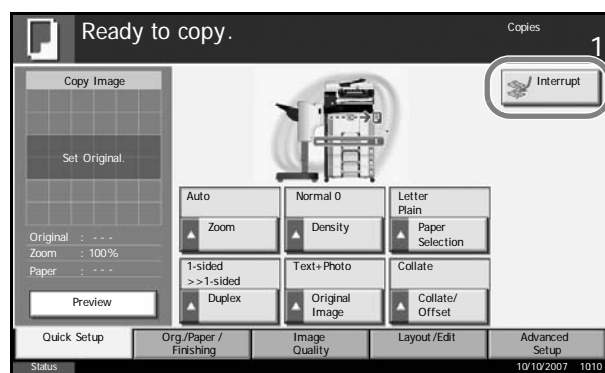 Ready to copy.
Copies
1
Copy Image
Interrupt
Set Original.
Original : - - -
Zoom : 100%
Paper : - - -
Preview
Auto
Zoom
Normal 0
Density
Letter
Plain
Paper
Selection
1-sided
>>1-sided
Duplex
Text+Photo
Original
Image
Collate
Collate/
Offset
Quick Setup
Org./Paper /
Finishing
Image
Quality
Layout/Edit
Advanced
Setup
Status
10/10/2007 1010